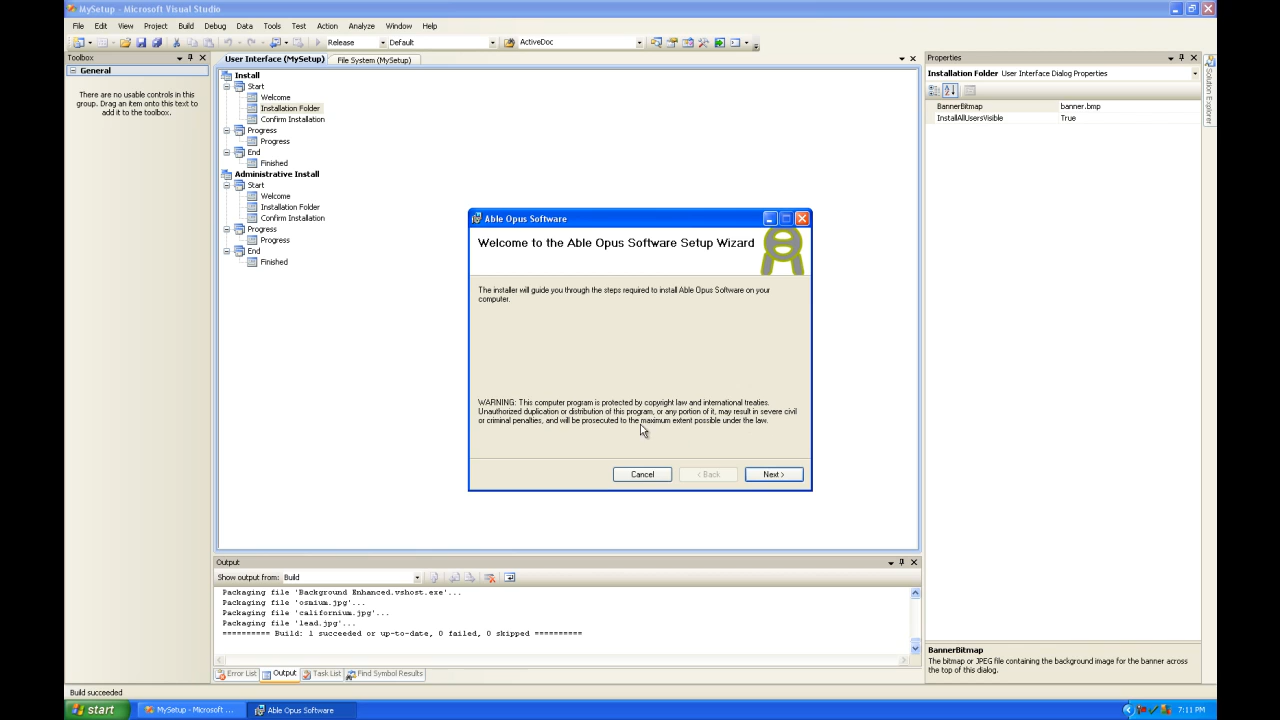 MySetup - Microsoft Visual Studio
File Edit View Project Build Debug Data Tools Test Action Analyze Window Help
Release Default ActiveDoc
Toolbox
General
There are no usable controls in this
group. Drag an item onto this text to
add it to the toolbox.
User Interface (MySetup) File System (MySetup)
Install
Start
Welcome
Installation Folder
Confirm Installation
Progress
Progress
End
Finished
Administrative Install
Start
Welcome
Installation Folder
Confirm Installation
Progress
Progress
End
Finished
Able Opus Software
Welcome to the Able Opus Software Setup Wizard
The installer will guide you through the steps required to install Able Opus Software on your
computer.
WARNING: This computer program is protected by copyright law and international treaties.
Unauthorized duplication or distribution of this program, or any portion of it, may result in severe civil
or criminal penalties, and will be prosecuted to the maximum extent possible under the law.
Cancel < Back Next >
Properties
Installation Folder User Interface Dialog Properties
BannerBitmap banner.bmp
InstallAllUsersVisible True
BannerBitmap
The bitmap or JPEG file containing the background image for the banner across
the top of this dialog.
Solution Explorer
Output
Show output from: Build
Packaging file 'Background Enhanced.vshost.exe'...
Packaging file 'osmium.jpg'...
Packaging file 'californium.jpg'...
Packaging file 'lead.jpg'...
========== Build: 1 succeeded or up-to-date, 0 failed, 0 skipped ==========
Error List Output Task List Find Symbol Results
Build succeeded
start MySetup - Microsoft ... Able Opus Software 7:11 PM